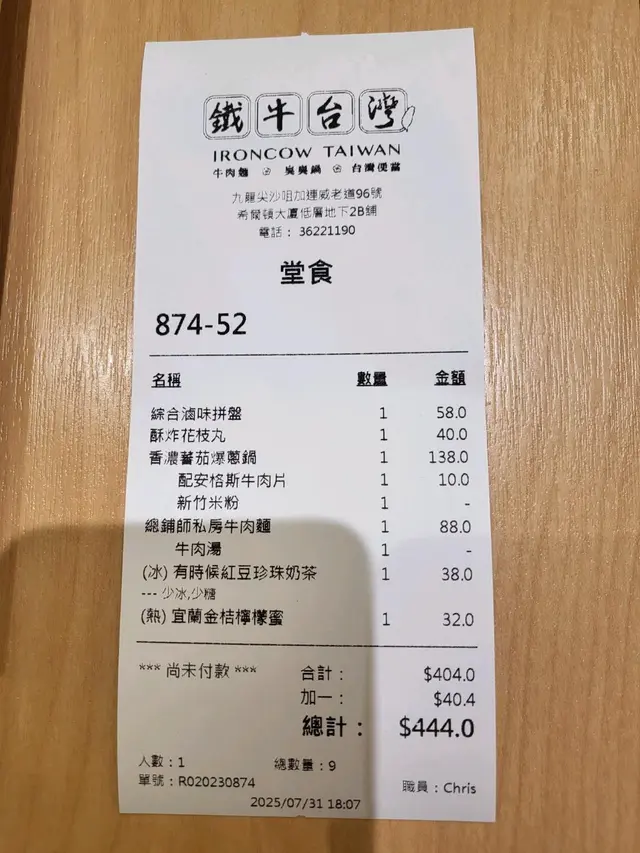 鐵牛台灣
IRONCOW TAIWAN
牛肉麵 臭臭鍋 台灣便當
九龍尖沙咀加連威老道96號
希爾頓大廈低層地下2B舖
電話： 36221190
堂食
874-52
名稱 數量 金額
綜合滷味拼盤 1 58.0
酥炸花枝丸 1 40.0
香濃蕃茄爆蔥鍋 1 138.0
配安格斯牛肉片 1 10.0
新竹米粉 1 -
總鋪師私房牛肉麵 1 88.0
牛肉湯 1 -
(冰) 有時候紅豆珍珠奶茶 1 38.0
--- 少冰,少糖
(熱) 宜蘭金桔檸檬蜜 1 32.0
*** 尚未付款 *** 合計： $404.0
加一： $40.4
總計： $444.0
人數：1 總數量：9
單號：R020230874 職員：Chris
2025/07/31 18:07